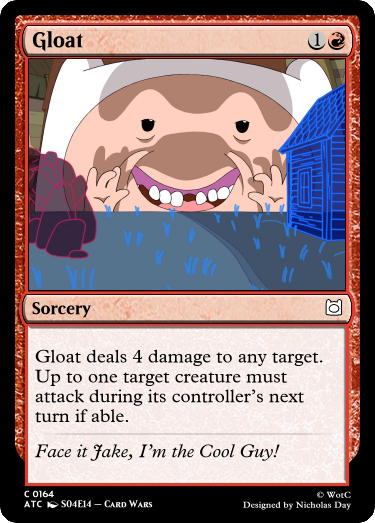 Gloat 1
Sorcery
Gloat deals 4 damage to any target.
Up to one target creature must
attack during its controller's next
turn if able.
Face it Jake, I'm the Cool Guy!
C 0164
© WotC
ATC S04E14 – Card Wars
Designed by Nicholas Day